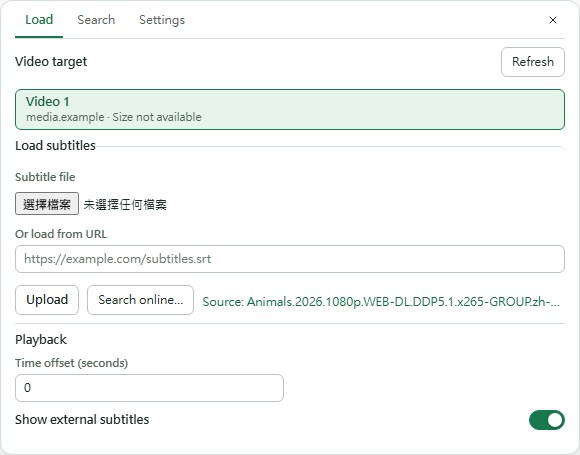 Load Search Settings ×
Video target Refresh
Video 1
media.example · Size not available
Load subtitles
Subtitle file
選擇檔案 未選擇任何檔案
Or load from URL
https://example.com/subtitles.srt
Upload Search online... Source: Animals.2026.1080p.WEB-DL.DDP5.1.x265-GROUP.zh-...
Playback
Time offset (seconds)
0
Show external subtitles